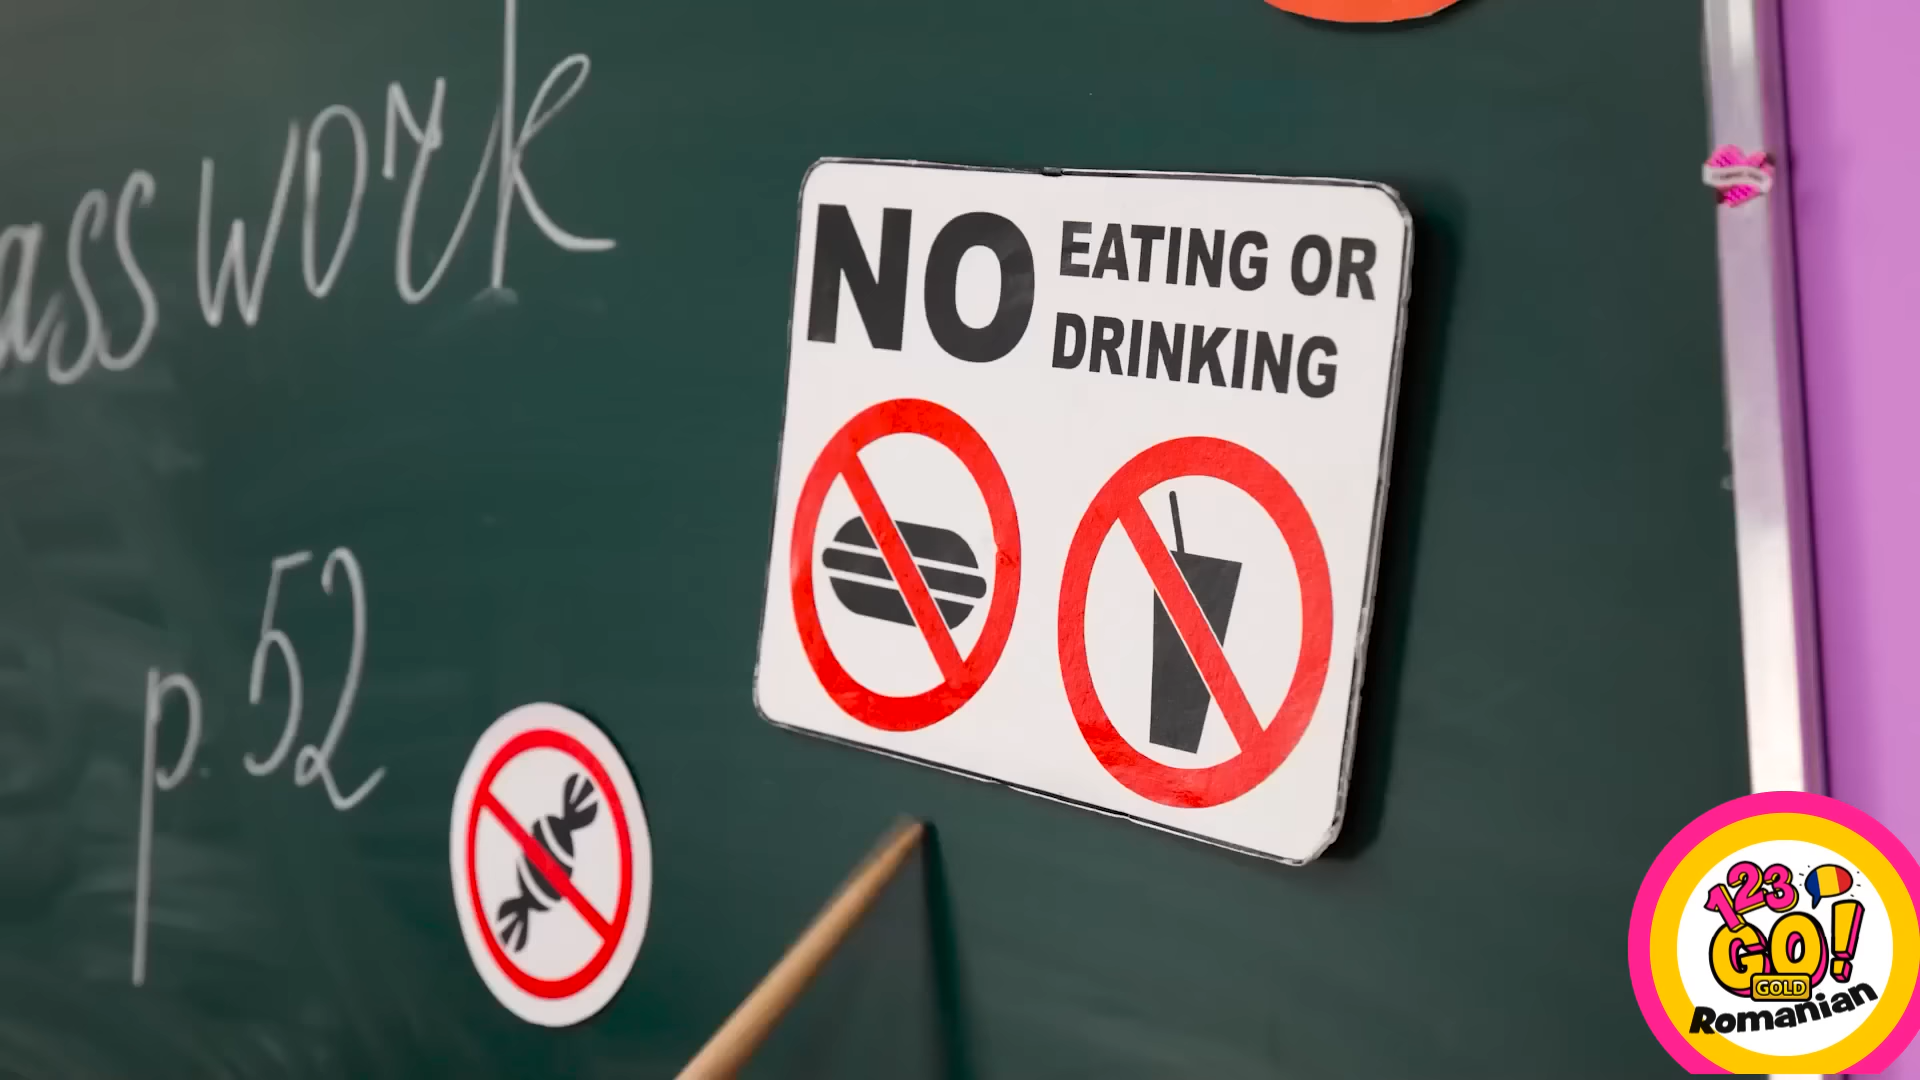 asswork
p. 52
NO EATING OR
DRINKING
123
GO!
GOLD
Romanian